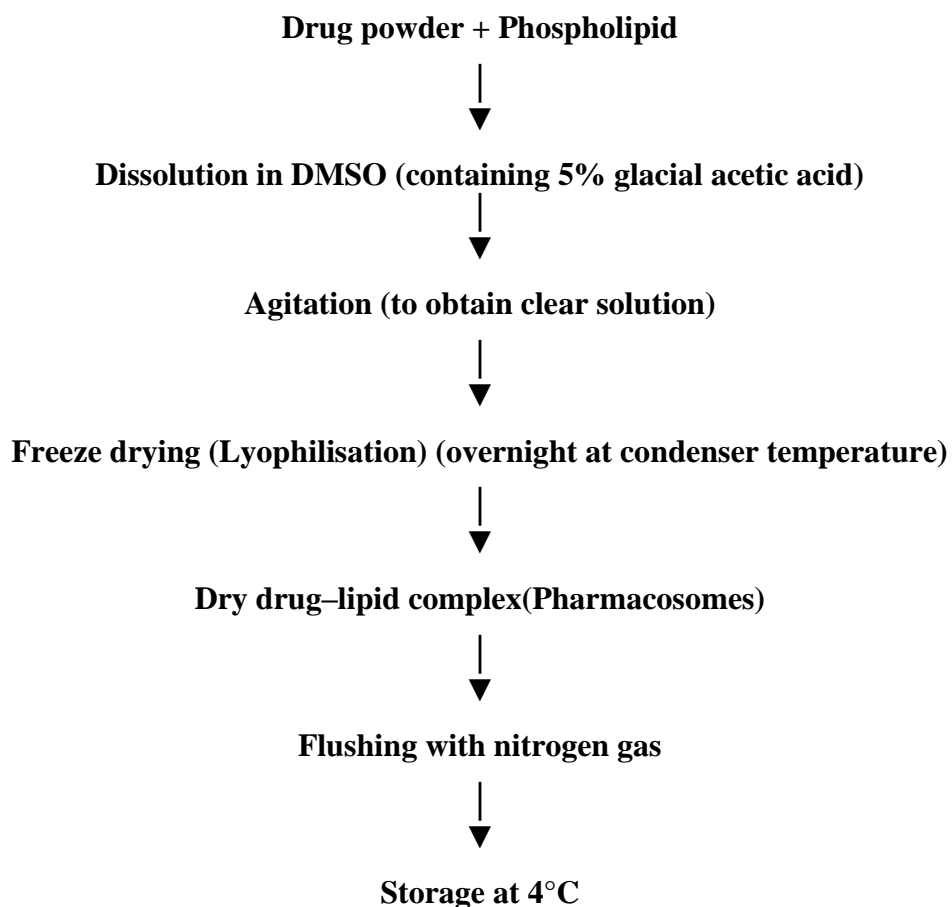 Drug powder + Phospholipid
Dissolution in DMSO (containing 5% glacial acetic acid)
Agitation (to obtain clear solution)
Freeze drying (Lyophilisation) (overnight at condenser temperature)
Dry drug–lipid complex(Pharmacosomes)
Flushing with nitrogen gas
Storage at 4°C